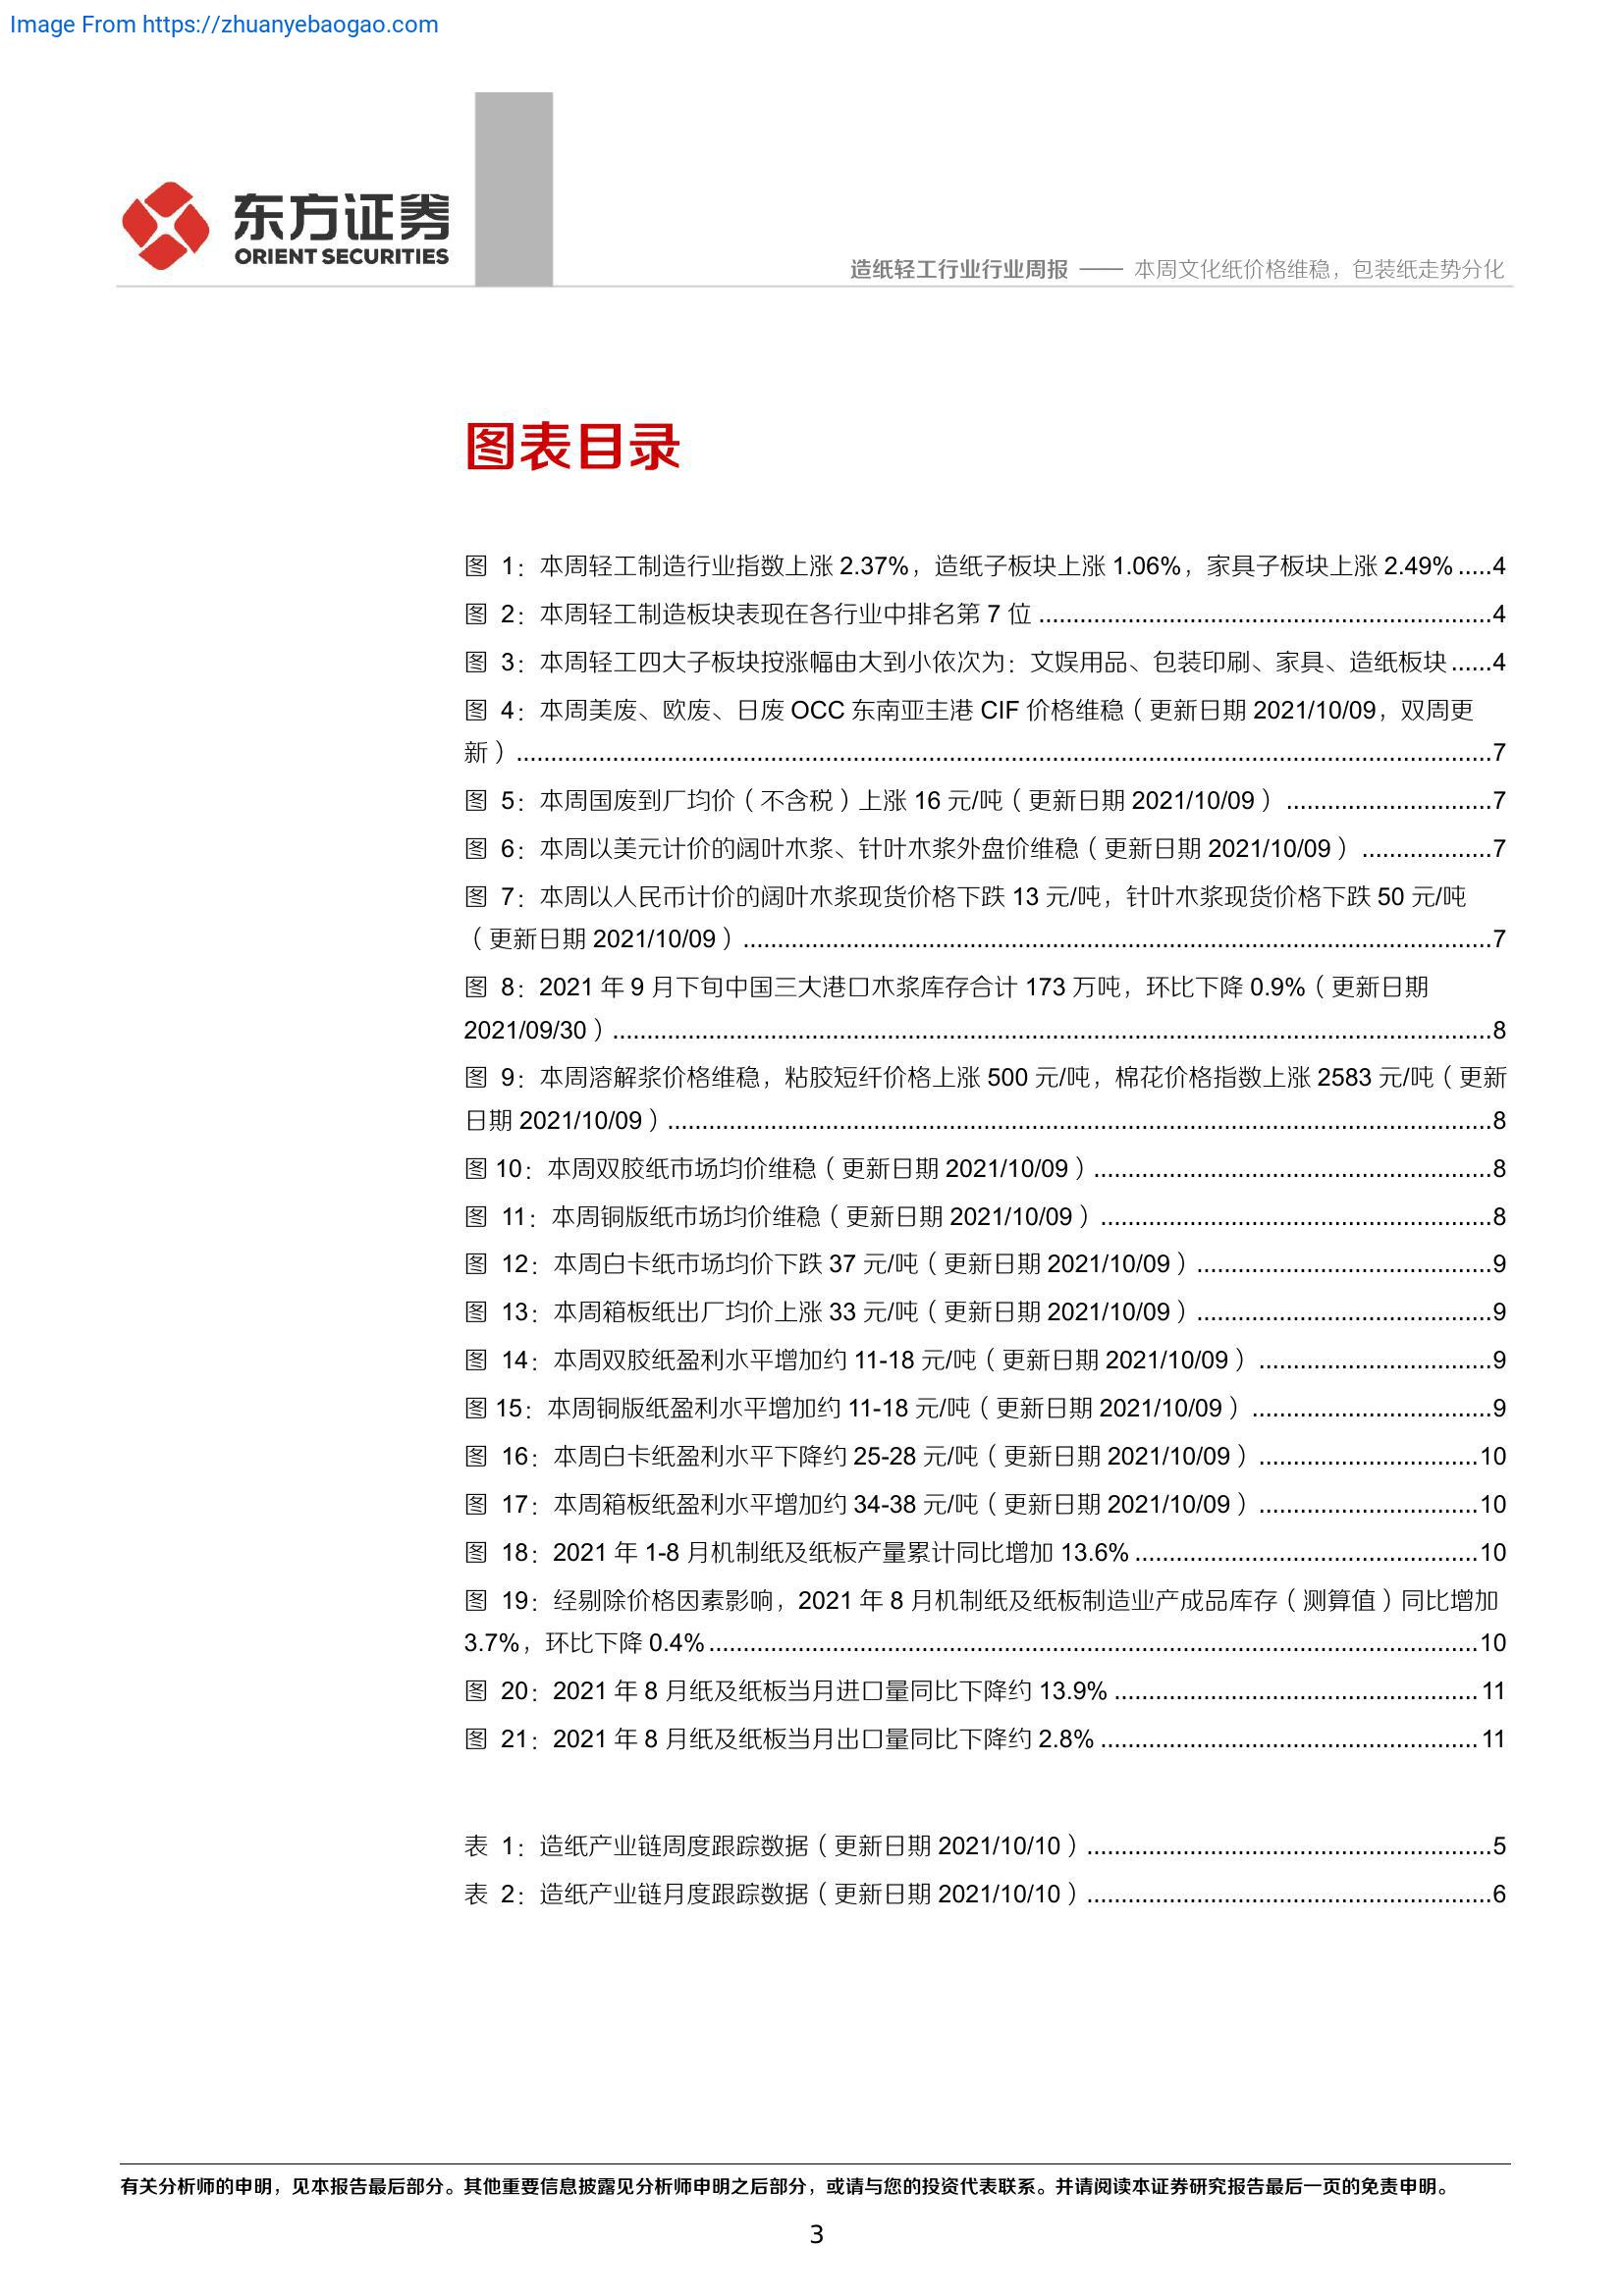 Image From https://zhuanyebaogao.com
东方证券
ORIENT SECURITIES
造纸轻工行业行业周报 —— 本周文化纸价格维稳，包装纸走势分化
图表目录
图 1：本周轻工制造行业指数上涨 2.37%，造纸子板块上涨 1.06%，家具子板块上涨 2.49% .....4
图 2：本周轻工制造板块表现在各行业中排名第 7 位 ..................................................................4
图 3：本周轻工四大子板块按涨幅由大到小依次为：文娱用品、包装印刷、家具、造纸板块 ......4
图 4：本周美废、欧废、日废 OCC 东南亚主港 CIF 价格维稳（更新日期 2021/10/09，双周更
新）..............................................................................................................................................7
图 5：本周国废到厂均价（不含税）上涨 16 元/吨（更新日期 2021/10/09） ..............................7
图 6：本周以美元计价的阔叶木浆、针叶木浆外盘价维稳（更新日期 2021/10/09） ...................7
图 7：本周以人民币计价的阔叶木浆现货价格下跌 13 元/吨，针叶木浆现货价格下跌 50 元/吨
（更新日期 2021/10/09）.............................................................................................................7
图 8：2021 年 9 月下旬中国三大港口木浆库存合计 173 万吨，环比下降 0.9%（更新日期
2021/09/30）................................................................................................................................8
图 9：本周溶解浆价格维稳，粘胶短纤价格上涨 500 元/吨，棉花价格指数上涨 2583 元/吨（更新
日期 2021/10/09）........................................................................................................................8
图 10：本周双胶纸市场均价维稳（更新日期 2021/10/09）..........................................................8
图 11：本周铜版纸市场均价维稳（更新日期 2021/10/09）.........................................................8
图 12：本周白卡纸市场均价下跌 37 元/吨（更新日期 2021/10/09）...........................................9
图 13：本周箱板纸出厂均价上涨 33 元/吨（更新日期 2021/10/09）...........................................9
图 14：本周双胶纸盈利水平增加约 11-18 元/吨（更新日期 2021/10/09） ..................................9
图 15：本周铜版纸盈利水平增加约 11-18 元/吨（更新日期 2021/10/09） ...................................9
图 16：本周白卡纸盈利水平下降约 25-28 元/吨（更新日期 2021/10/09）................................10
图 17：本周箱板纸盈利水平增加约 34-38 元/吨（更新日期 2021/10/09）................................10
图 18：2021 年 1-8 月机制纸及纸板产量累计同比增加 13.6% ..................................................10
图 19：经剔除价格因素影响，2021 年 8 月机制纸及纸板制造业产成品库存（测算值）同比增加
3.7%，环比下降 0.4%................................................................................................................10
图 20：2021 年 8 月纸及纸板当月进口量同比下降约 13.9% .....................................................11
图 21：2021 年 8 月纸及纸板当月出口量同比下降约 2.8% .......................................................11
表 1：造纸产业链周度跟踪数据（更新日期 2021/10/10）...........................................................5
表 2：造纸产业链月度跟踪数据（更新日期 2021/10/10）...........................................................6
有关分析师的申明，见本报告最后部分。其他重要信息披露见分析师申明之后部分，或请与您的投资代表联系。并请阅读本证券研究报告最后一页的免责申明。
3